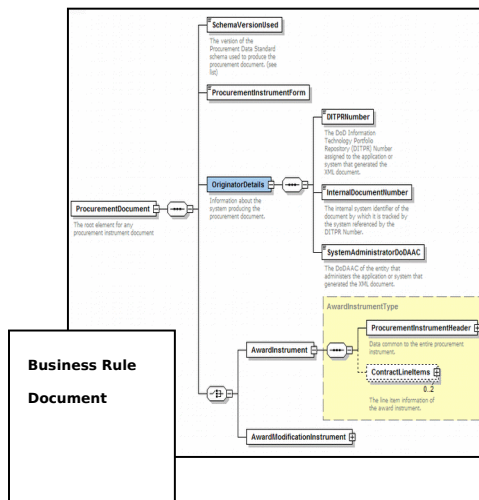 SchemaVersionUsed
The version of the
Procurement Data Standard
schema used to produce the
procurement document. (see
list)
ProcurementInstrumentForm
DITPRNumber
The DoD Information
Technology Portfolio
Repository (DITPR) Number
assigned to the application or
system that generated the
XML document.
OriginatorDetails
Information about the
system producing the
procurement document.
InternalDocumentNumber
The internal system identifier of the
document by which it is tracked by
the system referenced by the
DITPR Number.
ProcurementDocument
The root element for any
procurement instrument document
SystemAdministratorDoDAAC
The DoDAAC of the entity that
administers the application or system that
generated the XML document.
AwardInstrumentType
ProcurementInstrumentHeader
Data common to the entire procurement
instrument.
AwardInstrument
ContractLineItems
0..2
The line item information of
the award instrument.
AwardModificationInstrument
Business Rule
Document